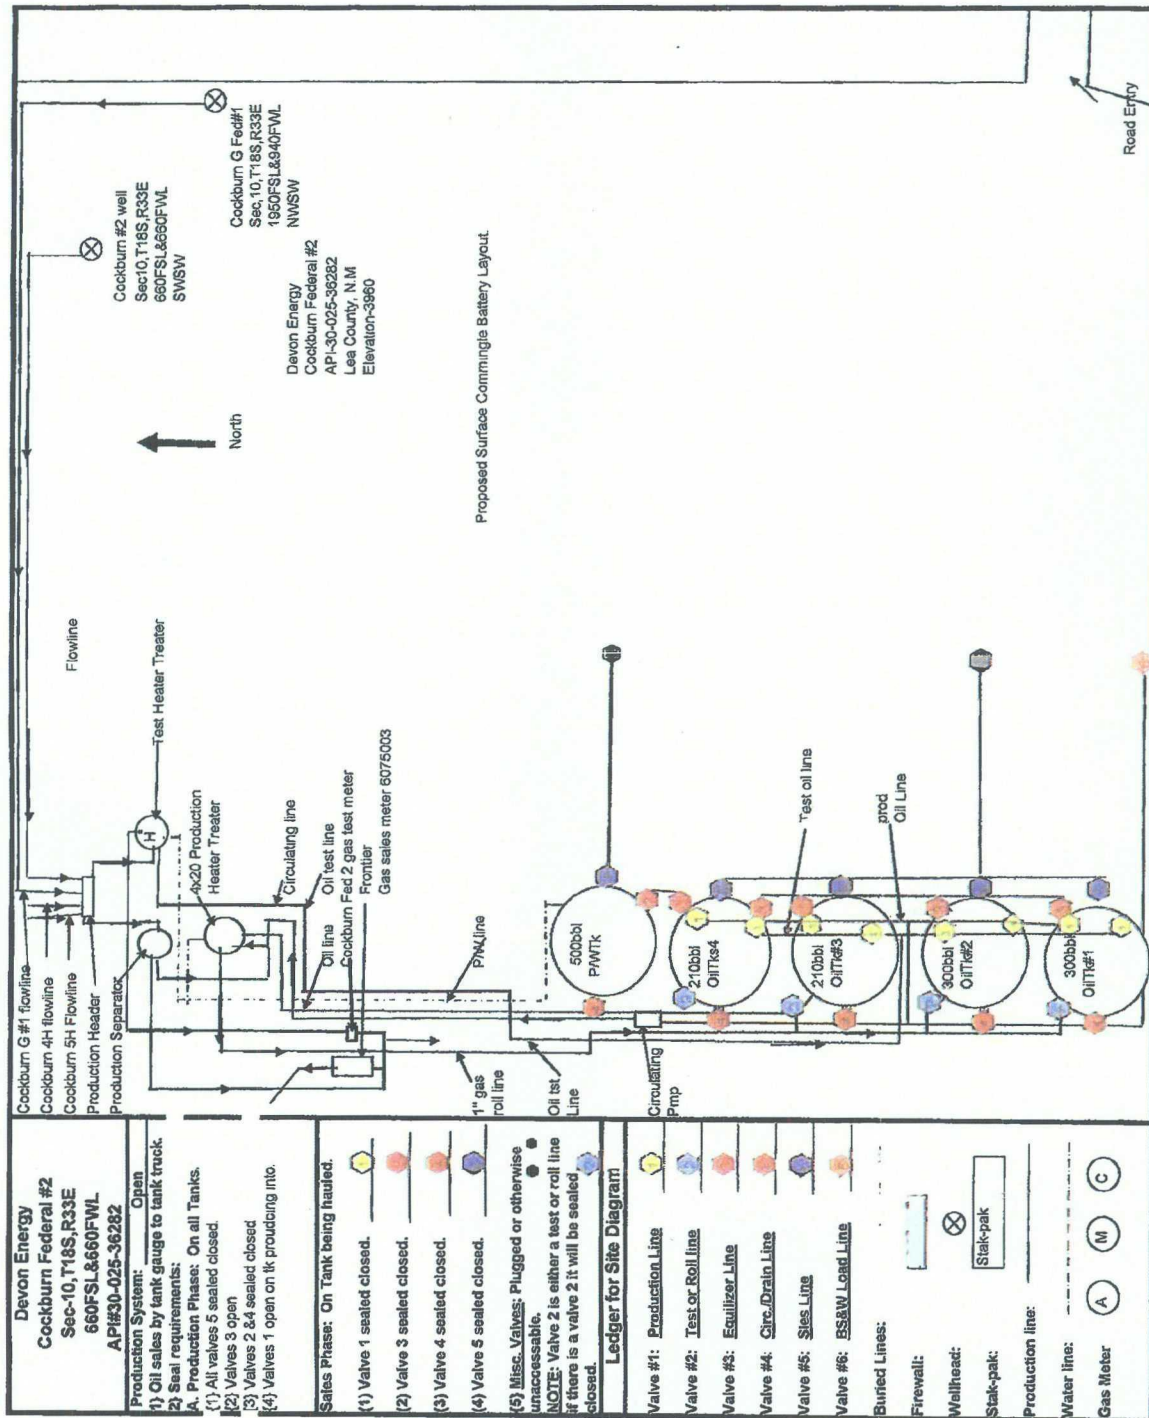 Devon Energy
Cockburn Federal #2
Sec-10,T18S,R33E
660FSL&660FWL
API#30-025-36282
Production System: Open
1) Oil sales by tank gauge to tank truck.
2) Seal requirements:
A. Production Phase: On all Tanks.
(1) All valves 5 sealed closed.
(2) Valves 3 open
(3) Valves 2 &4 sealed closed
(4) Valves 1 open on tk proudcing into.
Sales Phase: On Tank being hauled.
(1) Valve 1 sealed closed.
(2) Valve 3 sealed closed.
(3) Valve 4 sealed closed.
(4) Valve 5 sealed closed.
(5) Misc. Valves: Plugged or otherwise
unaccessable.
NOTE: Valve 2 is either a test or roll line
if there is a valve 2 it will be sealed
closed.
Ledger for Site Diagram
Valve #1: Production Line
Valve #2: Test or Roll line
Valve #3: Equilizer Line
Valve #4: Circ./Drain Line
Valve #5: Sles Line
Valve #6: BS&W Load Line
Buried Lines:
Firewall:
Wellhead:
Stak-pak:
Stak-pak
Production line:
Water line:
Gas Meter
A
M
C
Cockburn G #1 flowline
Cockburn 4H flowline
Cockburn 5H Flowline
Production Header
Production Separator
Flowline
Test Heater Treater
H
4x20 Production
Heater Treater
Circulating line
Oil test line
Oil line
Cockburn Fed 2 gas test meter
Frontier
Gas sales meter 6075003
P/W line
1" gas
roll line
Oil tst
Line
Circulating
Pmp
500bbl
P/WTk
210bbl
OilTks4
210bbl
OilTk#3
300bbl
OilTk#2
300bbl
OilTk#1
Test oil line
prod
Oil Line
North
Cockburn #2 well
Sec10,T18S,R33E
660FSL&660FWL
SWSW
Cockburn G Fed#1
Sec,10,T18S,R33E
1950FSL&940FWL
NWSW
Devon Energy
Cockburn Federal #2
API-30-025-36282
Lea County, N.M
Elevation-3960
Proposed Surface Commingle Battery Layout.
Road Entry